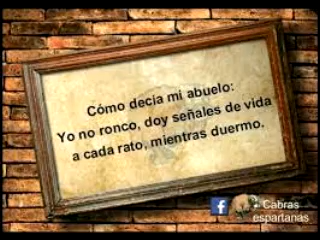 Cómo decía mi abuelo:
Yo no ronco, doy señales de vida
a cada rato, mientras duermo.
f Cabras
espartanas